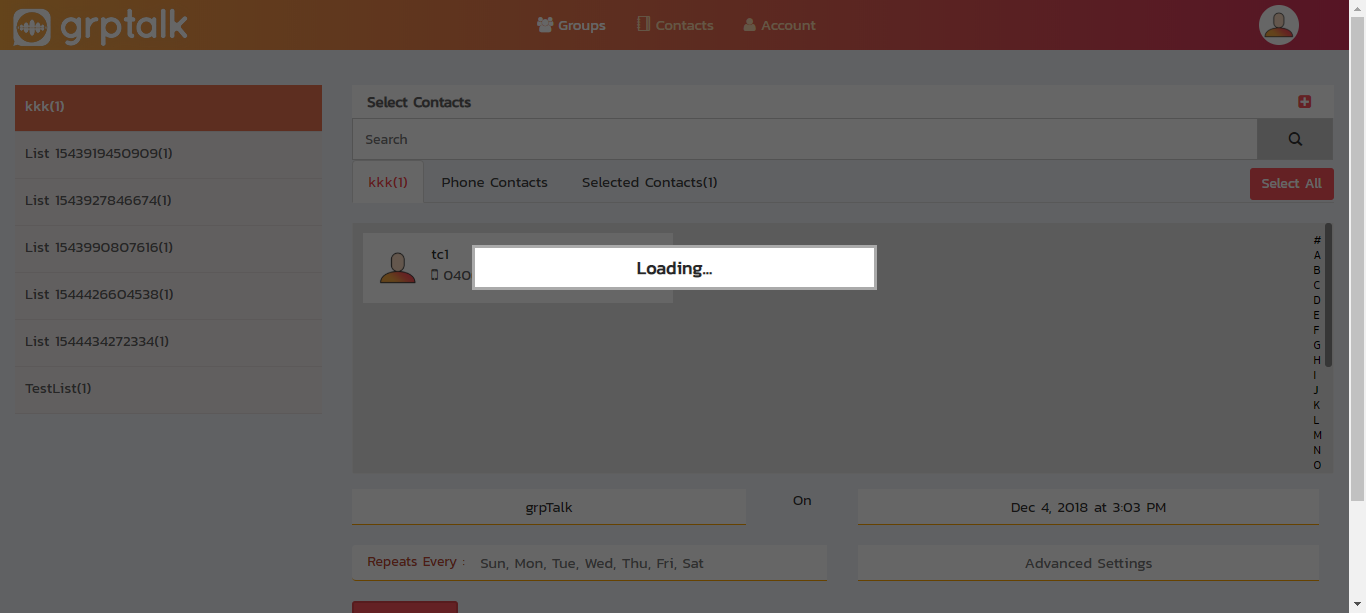 grptalk
Groups Contacts Account
kkk(1)
List 1543919450909(1)
List 1543927846674(1)
List 1543990807616(1)
List 1544426604538(1)
List 1544434272334(1)
TestList(1)
Select Contacts
Search
kkk(1) Phone Contacts Selected Contacts(1) Select All
tc1
040
Loading...
#
A
B
C
D
E
F
G
H
I
J
K
L
M
N
O
grpTalk On Dec 4, 2018 at 3:03 PM
Repeats Every : Sun, Mon, Tue, Wed, Thu, Fri, Sat
Advanced Settings